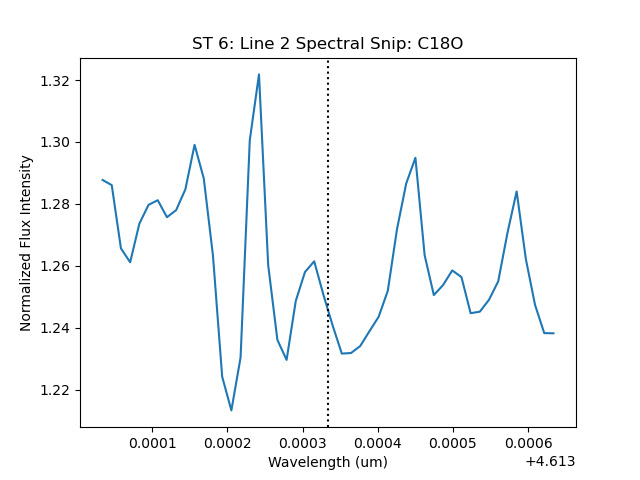 ST 6: Line 2 Spectral Snip: C18O
Normalized Flux Intensity
1.32
1.30
1.28
1.26
1.24
1.22
0.0001 0.0002 0.0003 0.0004 0.0005 0.0006
Wavelength (um)
+4.613